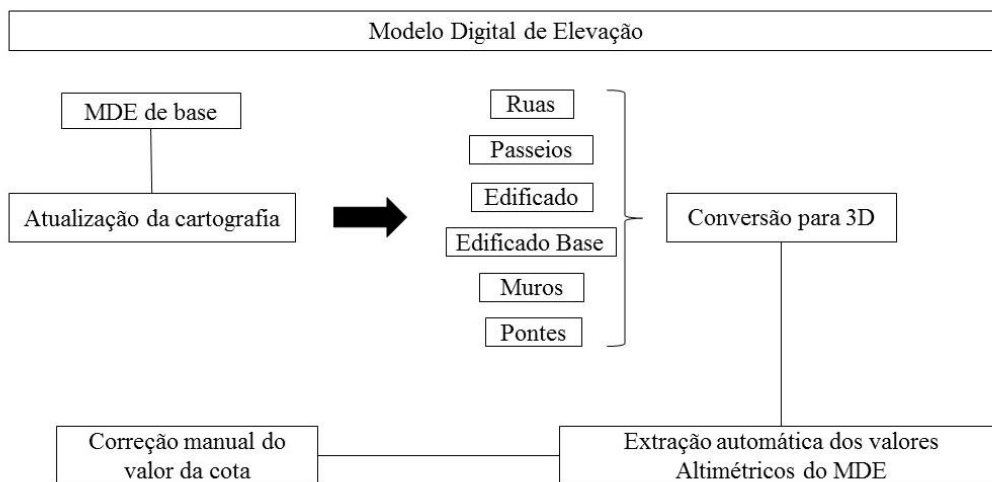 Modelo Digital de Elevação
MDE de base
Atualização da cartografia
Ruas
Passeios
Edificado
Edificado Base
Muros
Pontes
Conversão para 3D
Extração automática dos valores
Altimétricos do MDE
Correção manual do
valor da cota